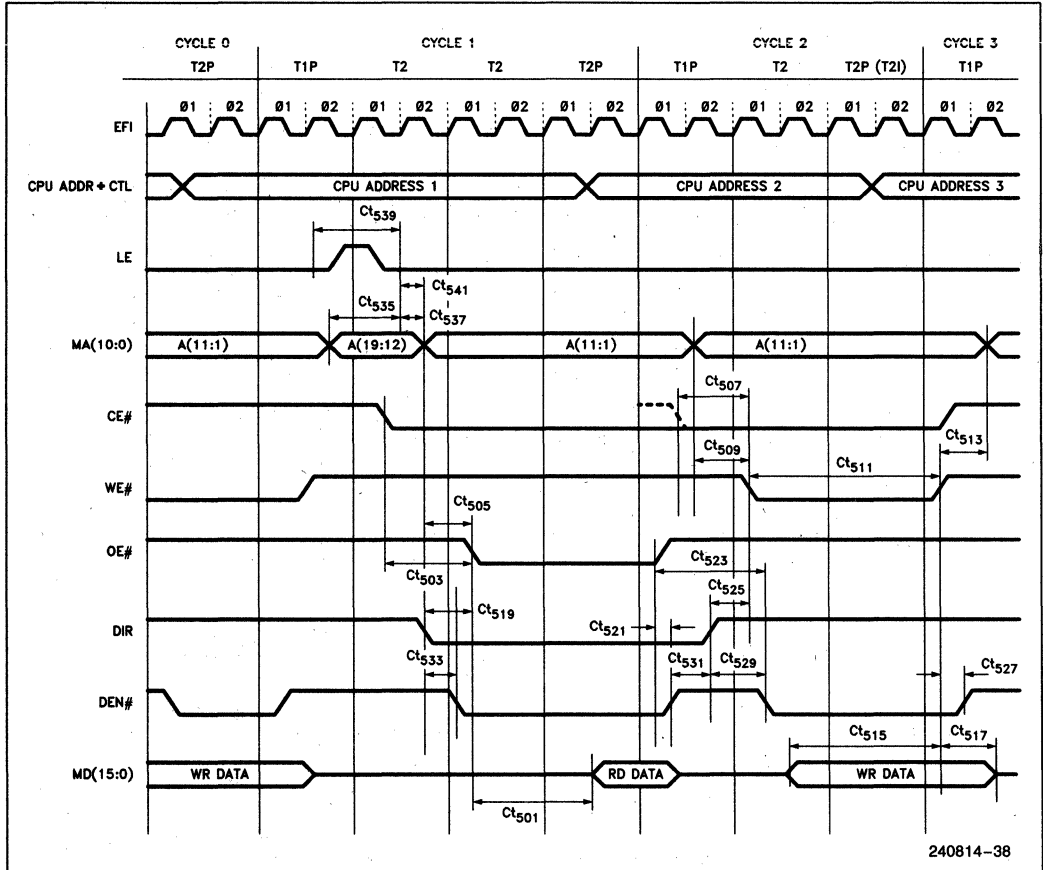 CYCLE 0 CYCLE 1 CYCLE 2 CYCLE 3
T2P T1P T2 T2 T2P T1P T2 T2P (T2I) T1P
Ø1 Ø2 Ø1 Ø2 Ø1 Ø2 Ø1 Ø2 Ø1 Ø2 Ø1 Ø2 Ø1 Ø2 Ø1 Ø2 Ø1 Ø2
EFI
CPU ADDR + CTL CPU ADDRESS 1 CPU ADDRESS 2 CPU ADDRESS 3
Ct539
LE
Ct541
Ct535 Ct537
MA(10:0) A(11:1) A(19:12) A(11:1) A(11:1)
Ct507
CE#
Ct513
Ct509
Ct511
WE#
Ct505
OE#
Ct523
Ct503
Ct525
Ct519
DIR Ct521
Ct533 Ct531 Ct529 Ct527
DEN#
Ct515 Ct517
MD(15:0) WR DATA RD DATA WR DATA
Ct501
240814-38